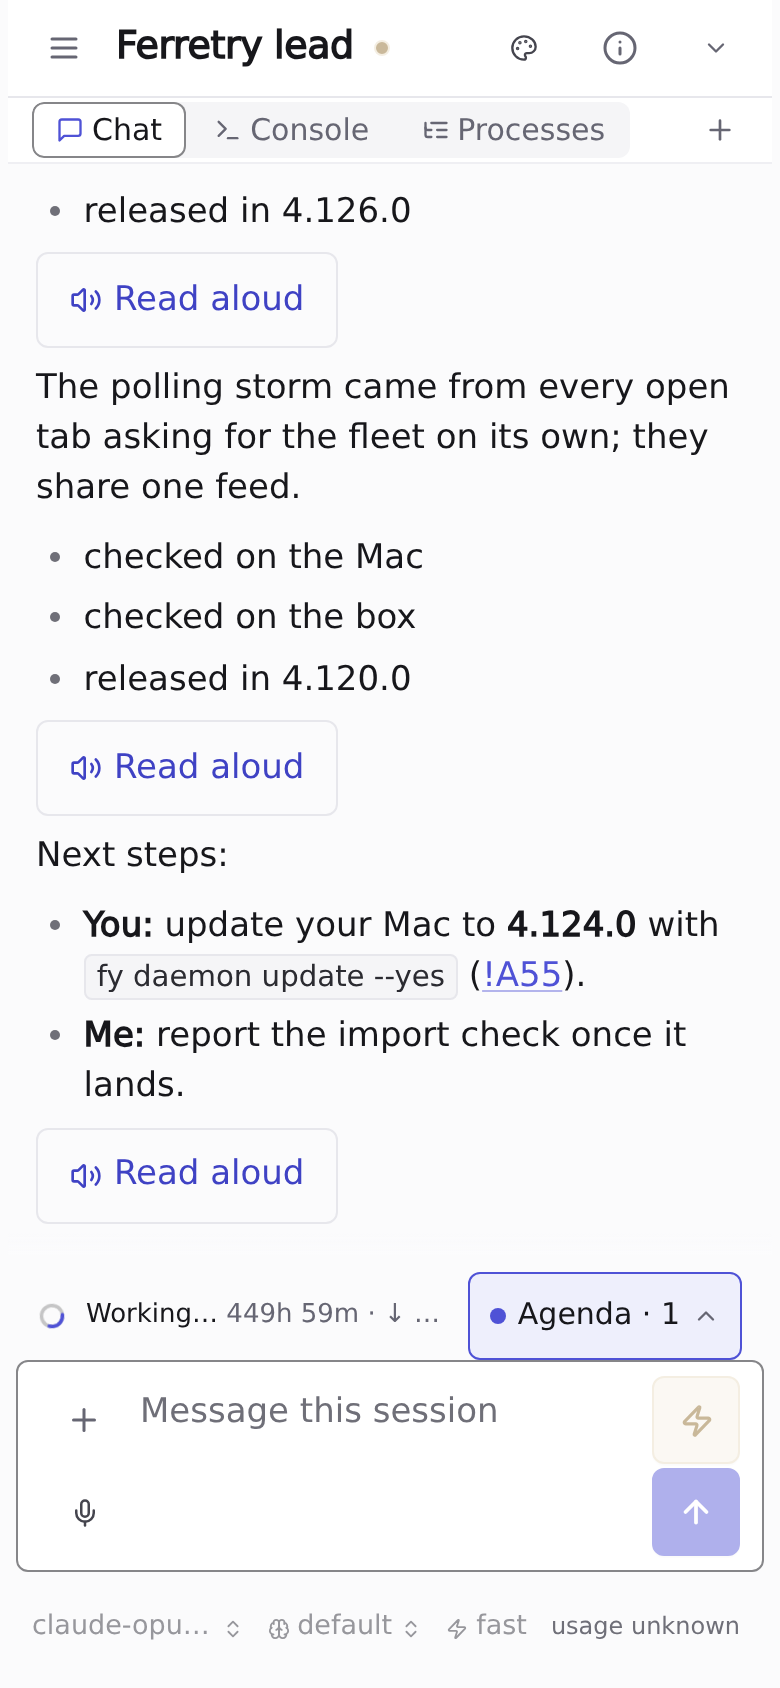 Ferretry lead
Chat
Console
Processes
• released in 4.126.0
Read aloud
The polling storm came from every open
tab asking for the fleet on its own; they
share one feed.
• checked on the Mac
• checked on the box
• released in 4.120.0
Read aloud
Next steps:
• You: update your Mac to 4.124.0 with
fy daemon update --yes (!A55).
• Me: report the import check once it
lands.
Read aloud
Working... 449h 59m · ↓ ...
Agenda · 1
Message this session
claude-opu...
default
fast
usage unknown